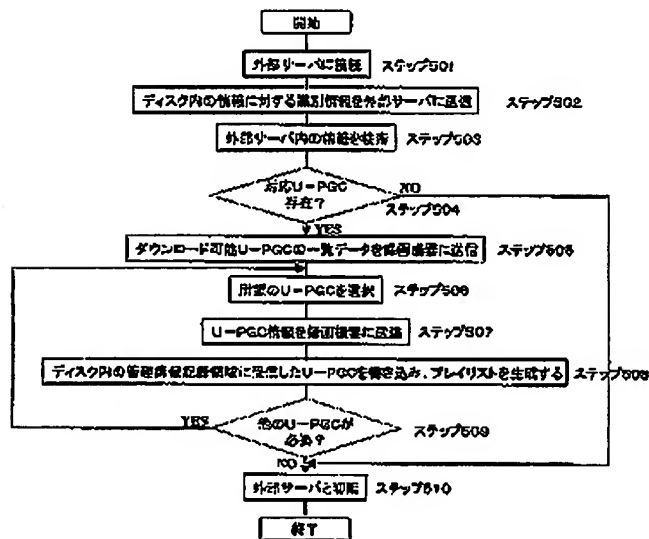 開始
外部サーバに接続 ステップ501
ディスク内の情報に対する識別情報を外部サーバに送信 ステップ502
外部サーバ内の情報を検索 ステップ503
対応U-PGC
存在? NO
ステップ504
YES
ダウンロード可能U-PGCの一覧データを録画機器に送信 ステップ505
所望のU-PGCを選択 ステップ506
U-PGC情報を録画機器に送信 ステップ507
ディスク内の管理情報記録領域に受信したU-PGCを書き込み、プレイリストを生成する ステップ508
YES 他のU-PGCが
必要? ステップ509
NO
外部サーバと切断 ステップ510
終了